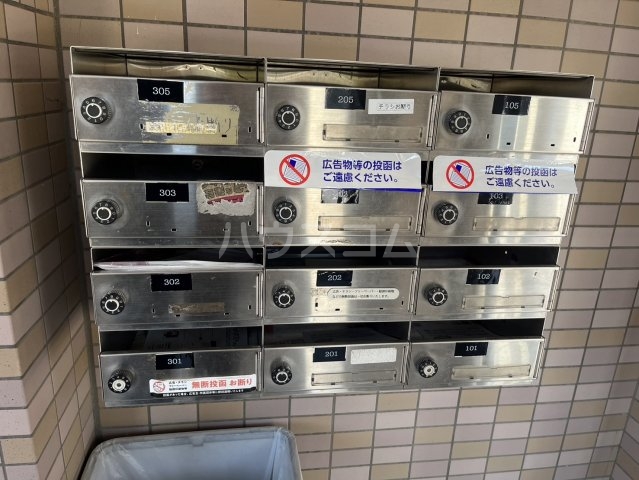 305
205
チラシお断り
105
広告物等の投函は
ご遠慮ください。
広告物等の投函は
ご遠慮ください。
303
103
ハウスコム
302
202
102
301
無断投函 お断り
201
101